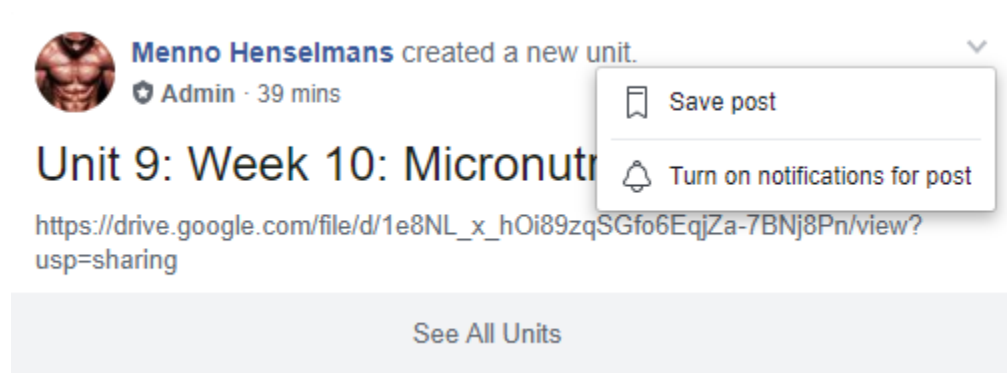 Menno Henselmans created a new unit.
Admin · 39 mins
Save post
Turn on notifications for post
Unit 9: Week 10:
https://drive.google.com/file/d/1e8NL_x_hOi89zqSGfo6EqjZa-7BNj8Pn/view?
usp=sharing
See All Units